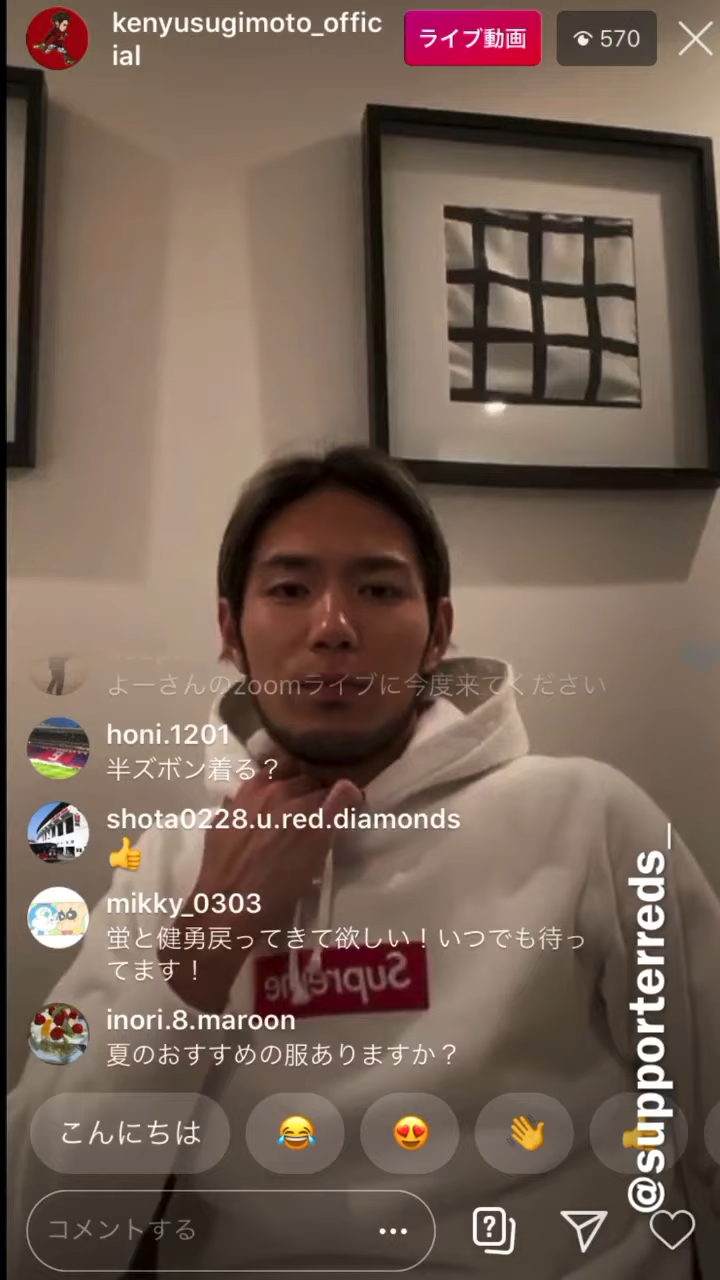 kenyusugimoto_offic
ial
ライブ動画
570
よーさんのzoomライブに今度来てください
honi.1201
半ズボン着る？
shota0228.u.red.diamonds
👍
mikky_0303
蛍と健勇戻ってきて欲しい！いつでも待っ
てます！
Supreme
inori.8.maroon
夏のおすすめの服ありますか？
こんにちは
😂
😍
👋
コメントする
@supporterreds_